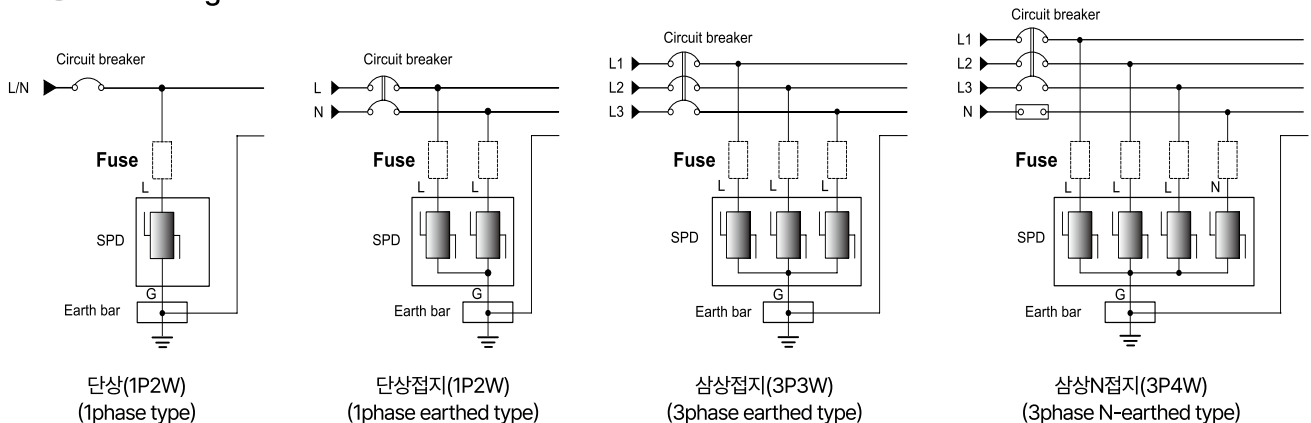 Circuit breaker
L/N
Fuse
L
SPD
G
Earth bar
단상(1P2W)
(1phase type)
Circuit breaker
L
N
Fuse
L
L
SPD
G
Earth bar
단상접지(1P2W)
(1phase earthed type)
Circuit breaker
L1
L2
L3
Fuse
L
L
L
SPD
G
Earth bar
삼상접지(3P3W)
(3phase earthed type)
Circuit breaker
L1
L2
L3
N
Fuse
L
L
L
N
SPD
G
Earth bar
삼상N접지(3P4W)
(3phase N-earthed type)